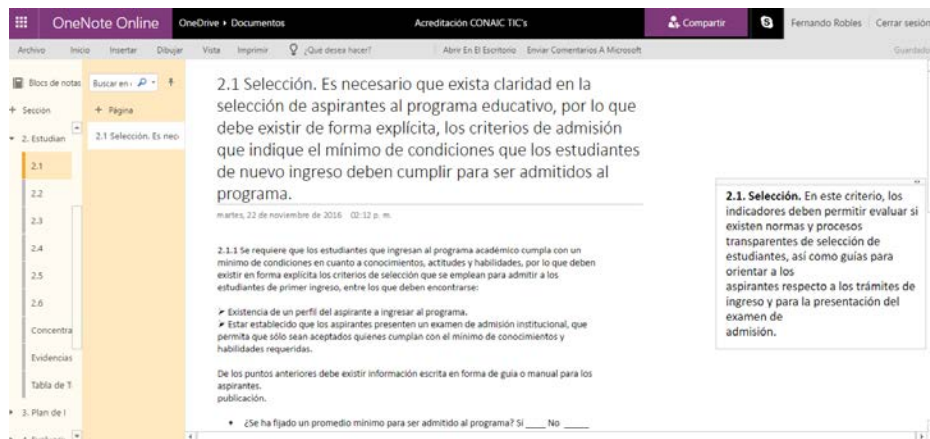 OneNote Online
OneDrive ▸ Documentos
Acreditación CONAIC TIC's
Compartir
Fernando Robles
Cerrar sesión
Archivo Inicio Insertar Dibujar Vista Imprimir ¿Qué desea hacer? Abrir En El Escritorio Enviar Comentarios A Microsoft Guardado
Blocs de notas
Buscar en
+ Sección
+ Página
2. Estudian
2.1 Selección. Es nece
2.1
2.2
2.3
2.4
2.5
2.6
Concentra
Evidencias
Tabla de T
3. Plan de
2.1 Selección. Es necesario que exista claridad en la
selección de aspirantes al programa educativo, por lo que
debe existir de forma explícita, los criterios de admisión
que indique el mínimo de condiciones que los estudiantes
de nuevo ingreso deben cumplir para ser admitidos al
programa.
martes, 22 de noviembre de 2016 02:12 p. m.
2.1.1 Se requiere que los estudiantes que ingresan al programa académico cumpla con un
mínimo de condiciones en cuanto a conocimientos, actitudes y habilidades, por lo que deben
existir en forma explícita los criterios de selección que se emplean para admitir a los
estudiantes de primer ingreso, entre los que deben encontrarse:
➢ Existencia de un perfil del aspirante a ingresar al programa.
➢ Estar establecido que los aspirantes presenten un examen de admisión institucional, que
permita que sólo sean aceptados quienes cumplan con el mínimo de conocimientos y
habilidades requeridas.
De los puntos anteriores debe existir información escrita en forma de guía o manual para los
aspirantes.
publicación.
• ¿Se ha fijado un promedio mínimo para ser admitido al programa? Sí ____ No _____
2.1. Selección. En este criterio, los
indicadores deben permitir evaluar si
existen normas y procesos
transparentes de selección de
estudiantes, así como guías para
orientar a los
aspirantes respecto a los trámites de
ingreso y para la presentación del
examen de
admisión.